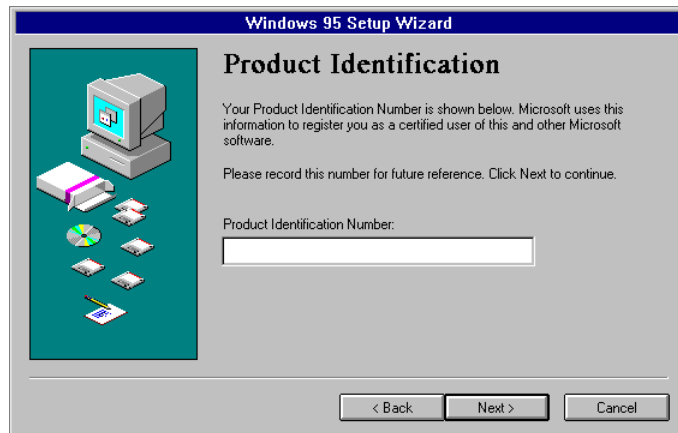 Windows 95 Setup Wizard
Product Identification
Your Product Identification Number is shown below. Microsoft uses this
information to register you as a certified user of this and other Microsoft
software.
Please record this number for future reference. Click Next to continue.
Product Identification Number:
< Back
Next >
Cancel